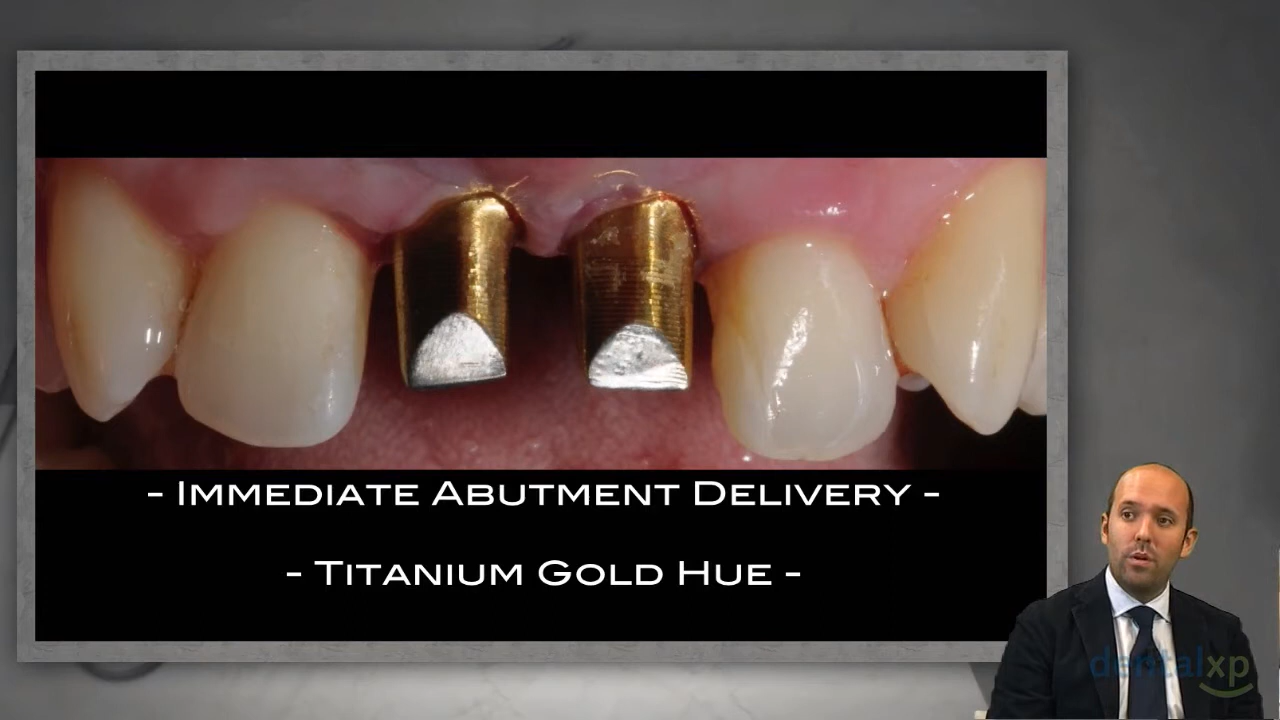 - Immediate Abutment Delivery -
- Titanium Gold Hue -
dentalxp